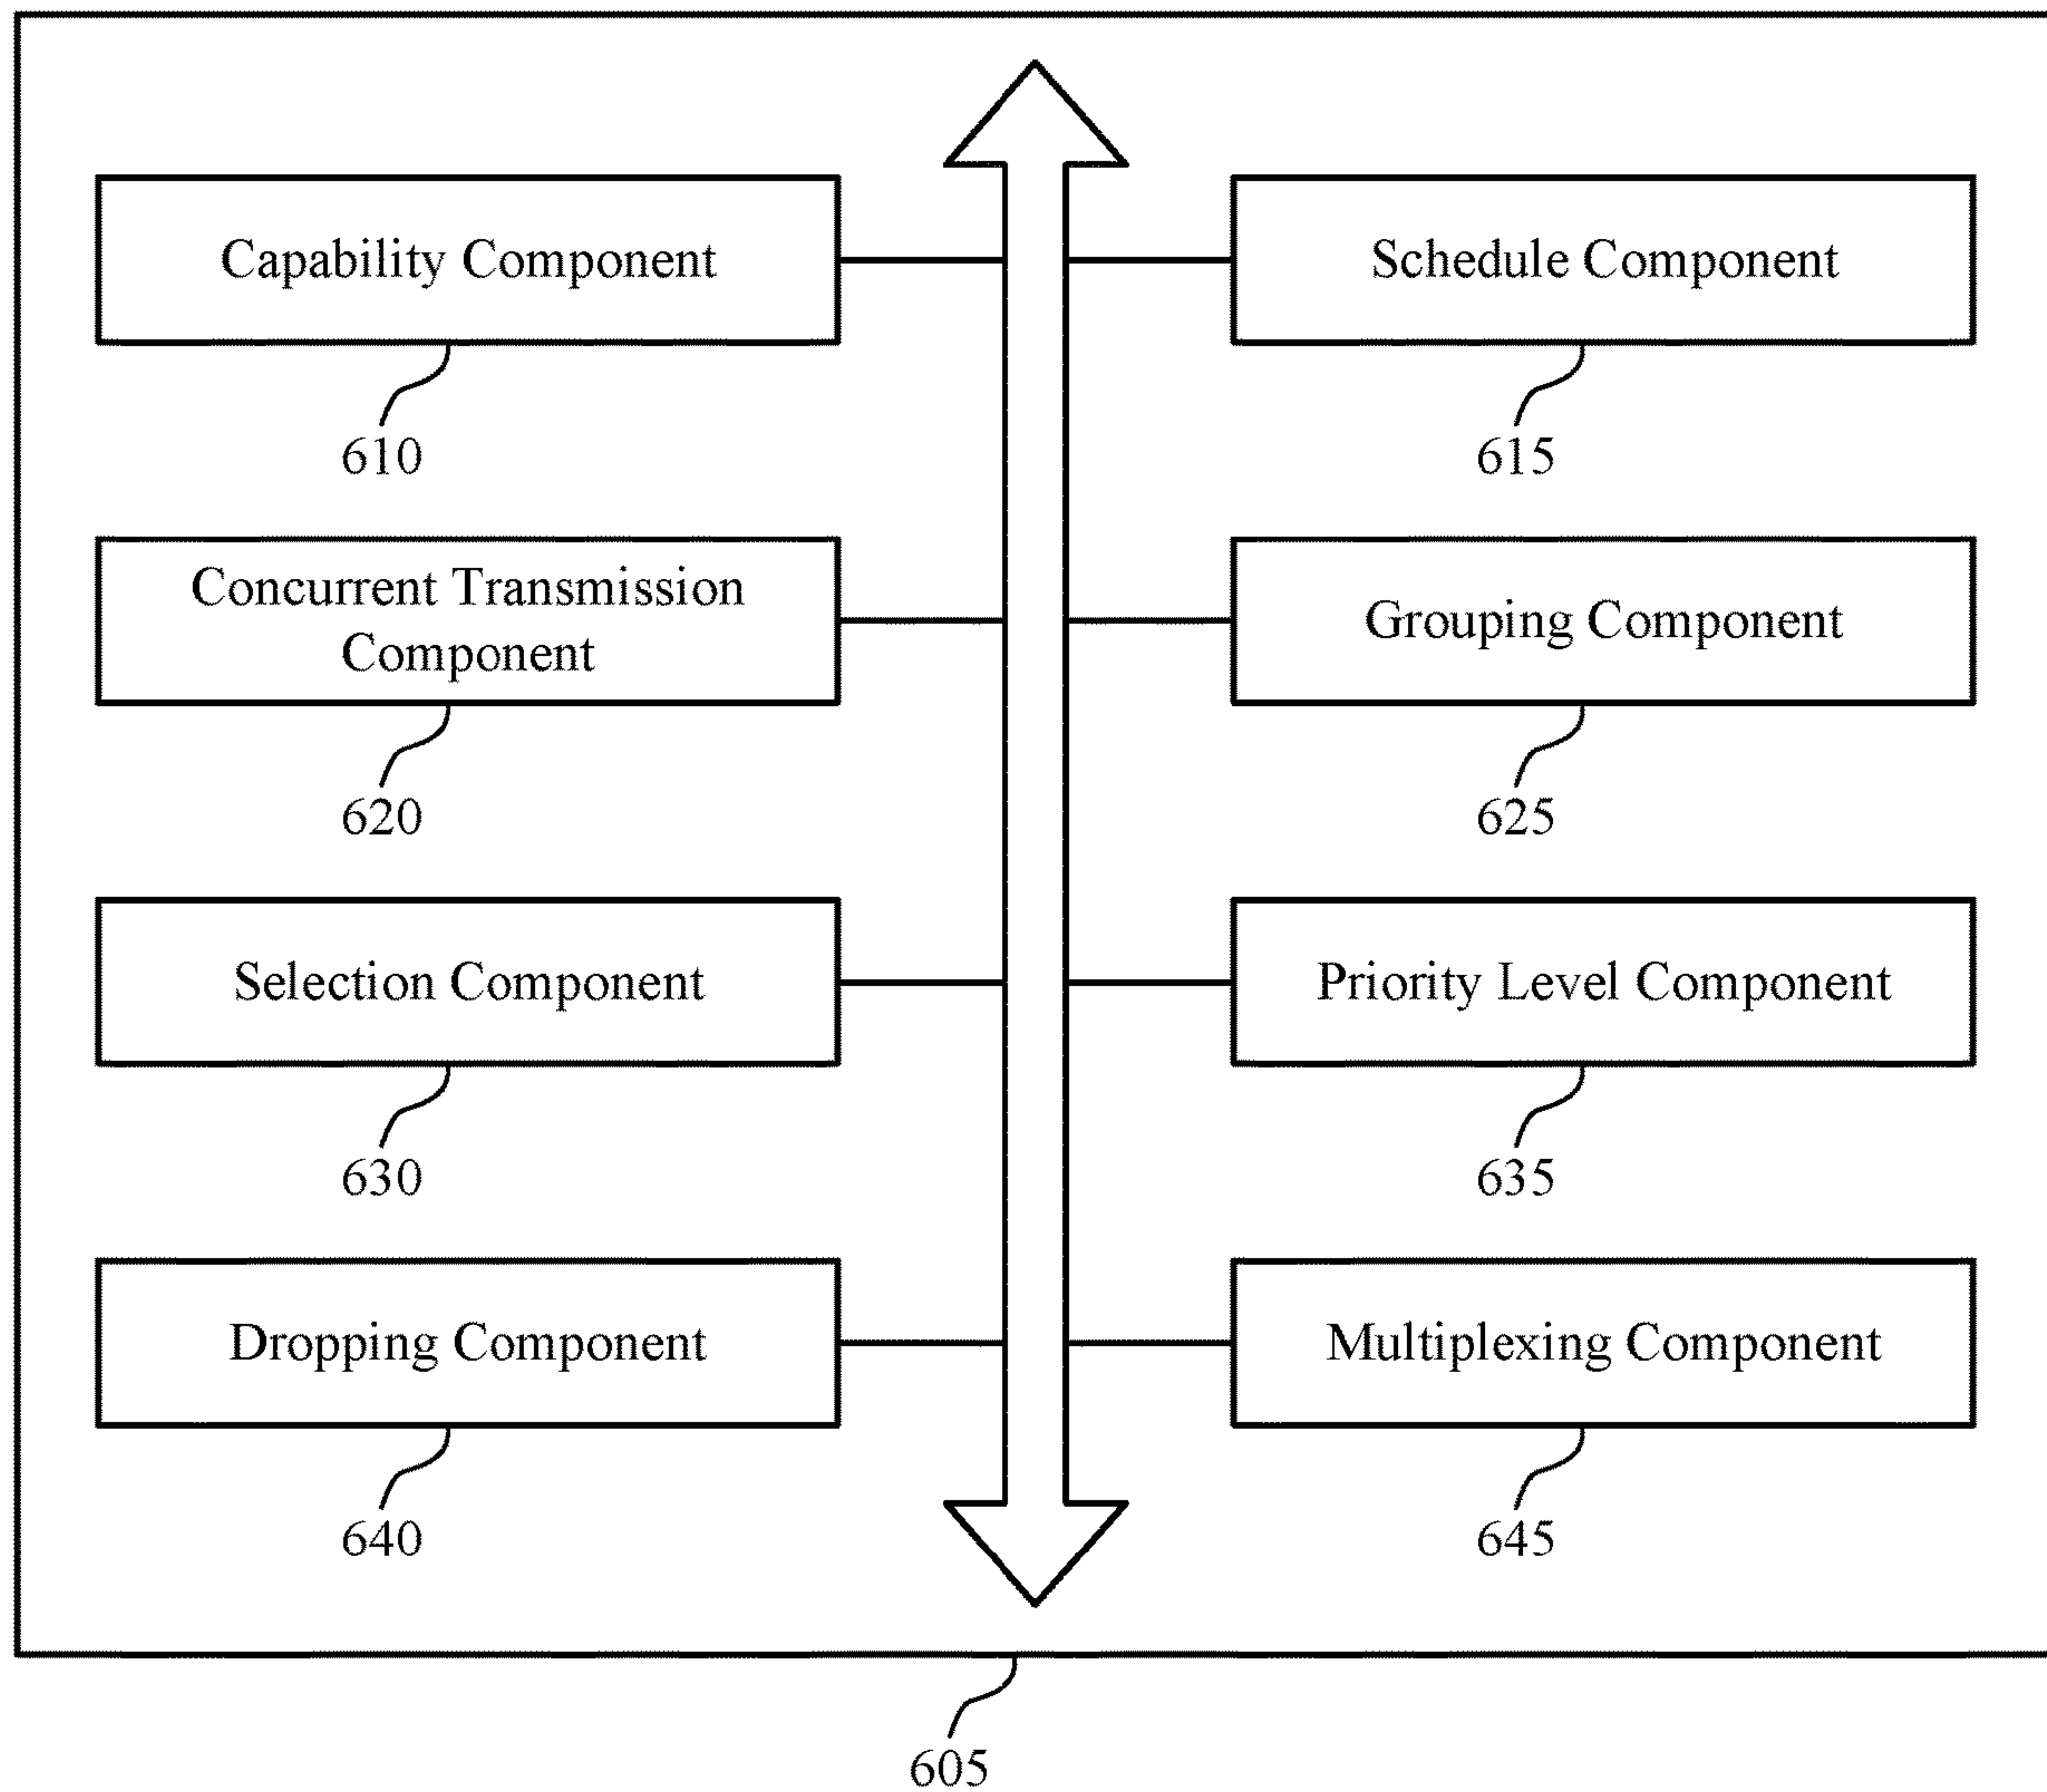 Capability Component
Schedule Component
610
615
Concurrent Transmission
Component
Grouping Component
620
625
Selection Component
Priority Level Component
630
635
Dropping Component
Multiplexing Component
640
645
605